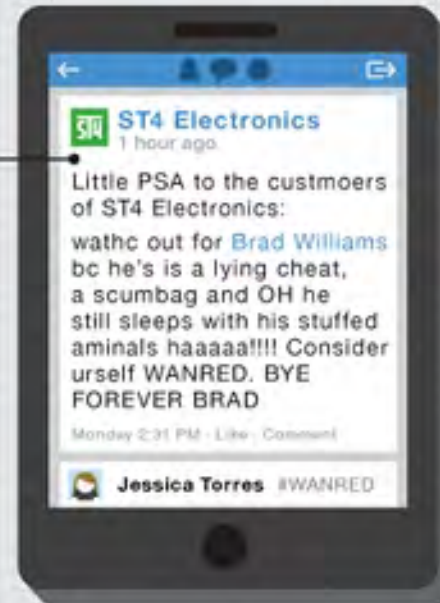 ST4
ST4 Electronics
1 hour ago
Little PSA to the custmoers
of ST4 Electronics:
wathc out for Brad Williams
bc he's is a lying cheat,
a scumbag and OH he
still sleeps with his stuffed
aminals haaaaa!!!! Consider
urself WANRED. BYE
FOREVER BRAD
Monday 2:31 PM · Like · Comment
Jessica Torres #WANRED